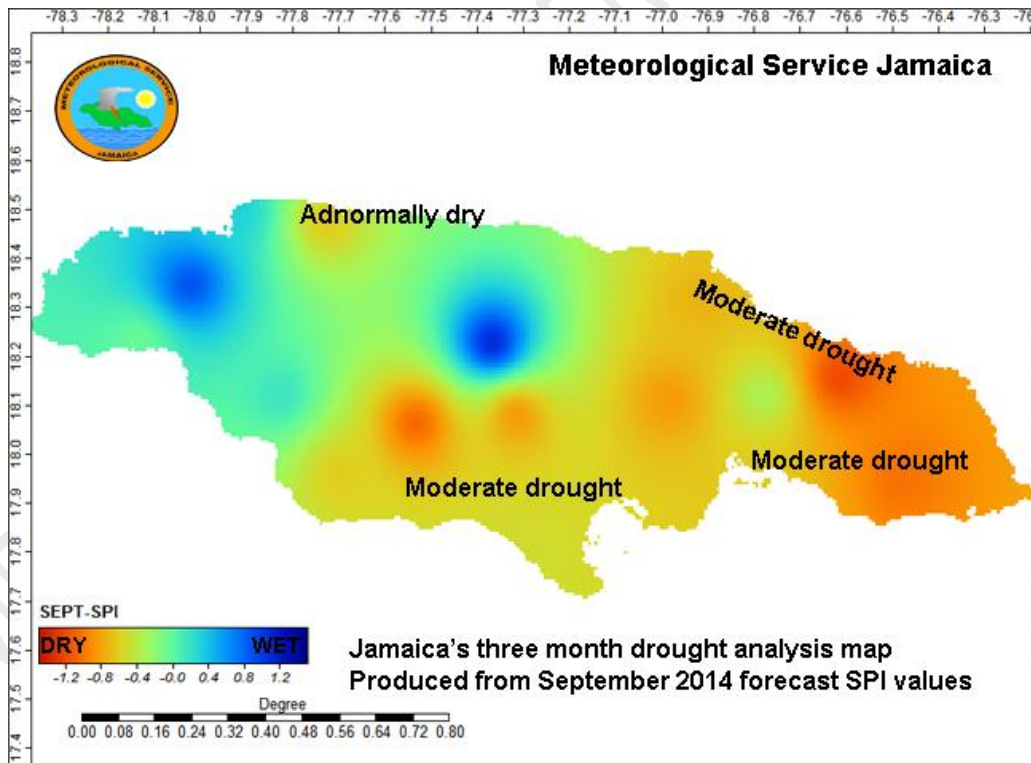 -78.3 -78.2 -78.1 -78.0 -77.9 -77.8 -77.7 -77.6 -77.5 -77.4 -77.3 -77.2 -77.1 -77.0 -76.9 -76.8 -76.7 -76.6 -76.5 -76.4 -76.3
Meteorological Service Jamaica
METEOROLOGICAL SERVICE
JAMAICA
18.8
18.7
18.6
18.5
18.4
18.3
18.2
18.1
18.0
17.9
17.8
17.7
17.6
17.5
17.4
Adnormally dry
Moderate drought
Moderate drought
Moderate drought
SEPT-SPI
DRY WET
-1.2 -0.8 -0.4 -0.0 0.4 0.8 1.2
Jamaica's three month drought analysis map
Produced from September 2014 forecast SPI values
Degree
0.00 0.08 0.16 0.24 0.32 0.40 0.48 0.56 0.64 0.72 0.80